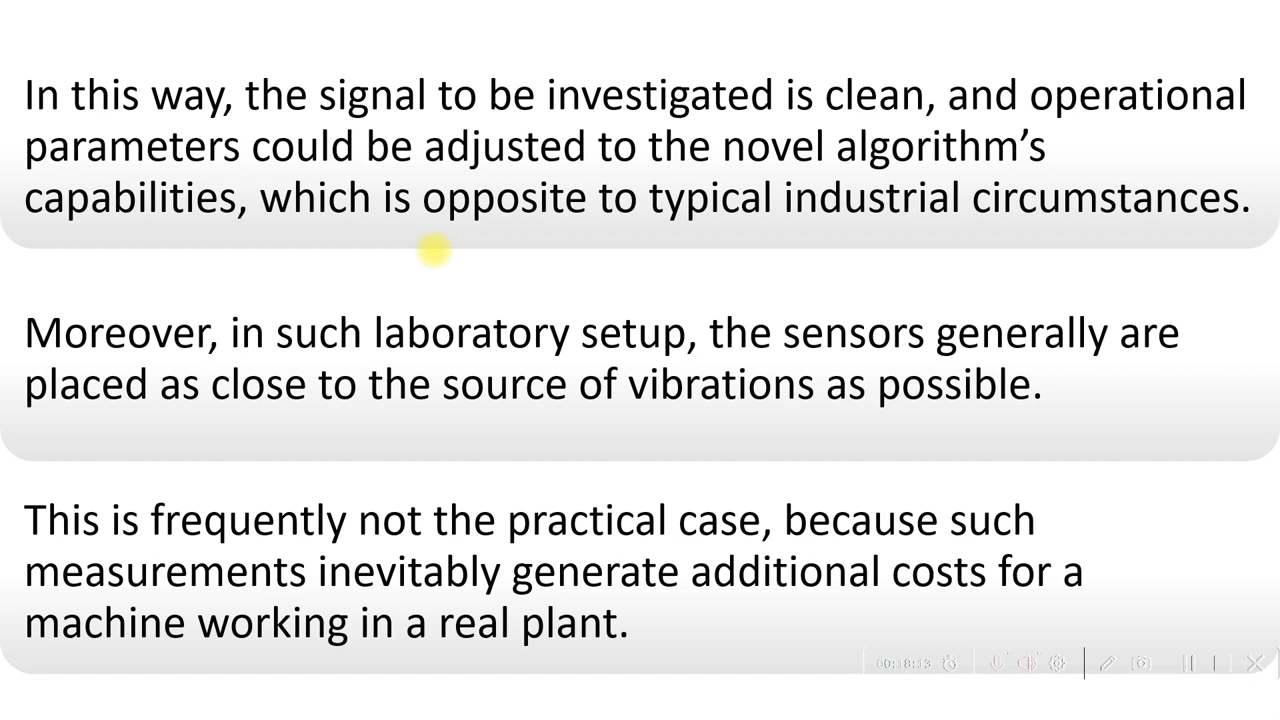 In this way, the signal to be investigated is clean, and operational
parameters could be adjusted to the novel algorithm’s
capabilities, which is opposite to typical industrial circumstances.
Moreover, in such laboratory setup, the sensors generally are
placed as close to the source of vibrations as possible.
This is frequently not the practical case, because such
measurements inevitably generate additional costs for a
machine working in a real plant.
00:18:13